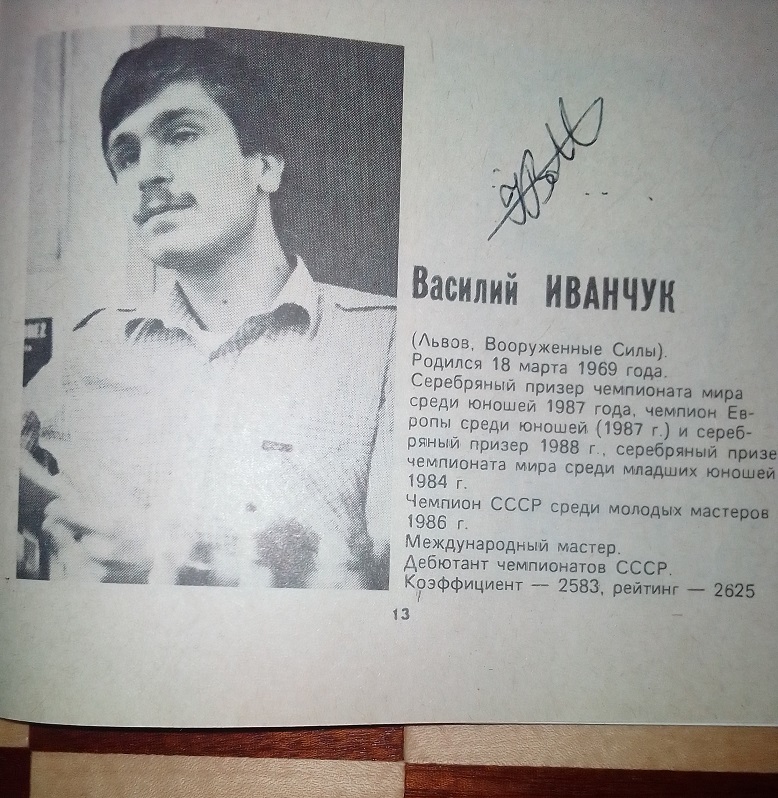 Василий ИВАНЧУК
(Львов, Вооруженные Силы).
Родился 18 марта 1969 года.
Серебряный призер чемпионата мира
среди юношей 1987 года, чемпион Ев-
ропы среди юношей (1987 г.) и сереб-
ряный призер 1988 г., серебряный призе
чемпионата мира среди младших юношей
1984 г.
Чемпион СССР среди молодых мастеров
1986 г.
Международный мастер.
Дебютант чемпионатов СССР.
Коэффициент — 2583, рейтинг — 2625
13